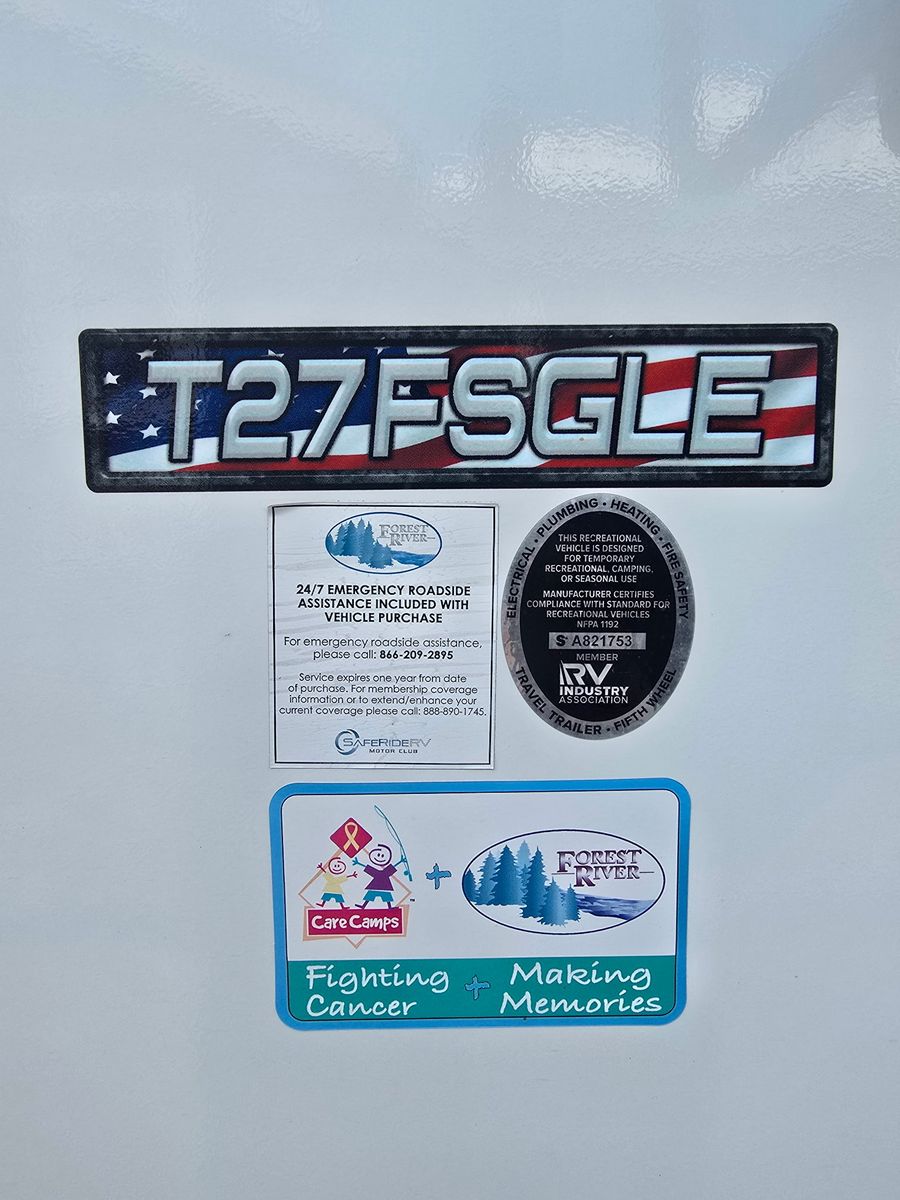 T27FSGLE
FOREST
RIVER
24/7 EMERGENCY ROADSIDE
ASSISTANCE INCLUDED WITH
VEHICLE PURCHASE
For emergency roadside assistance,
please call: 866-209-2895
Service expires one year from date
of purchase. For membership coverage
information or to extend/enhance your
current coverage please call: 888-890-1745.
SAFERIDERV
MOTOR CLUB
ELECTRICAL • PLUMBING • HEATING • FIRE SAFETY
THIS RECREATIONAL
VEHICLE IS DESIGNED
FOR TEMPORARY
RECREATIONAL, CAMPING,
OR SEASONAL USE
MANUFACTURER CERTIFIES
COMPLIANCE WITH STANDARD FOR
RECREATIONAL VEHICLES
NFPA 1192
S A821753
MEMBER
RV
INDUSTRY
ASSOCIATION
TRAVEL TRAILER • FIFTH WHEEL
Care Camps™
+
FOREST
RIVER
Fighting + Making
Cancer Memories